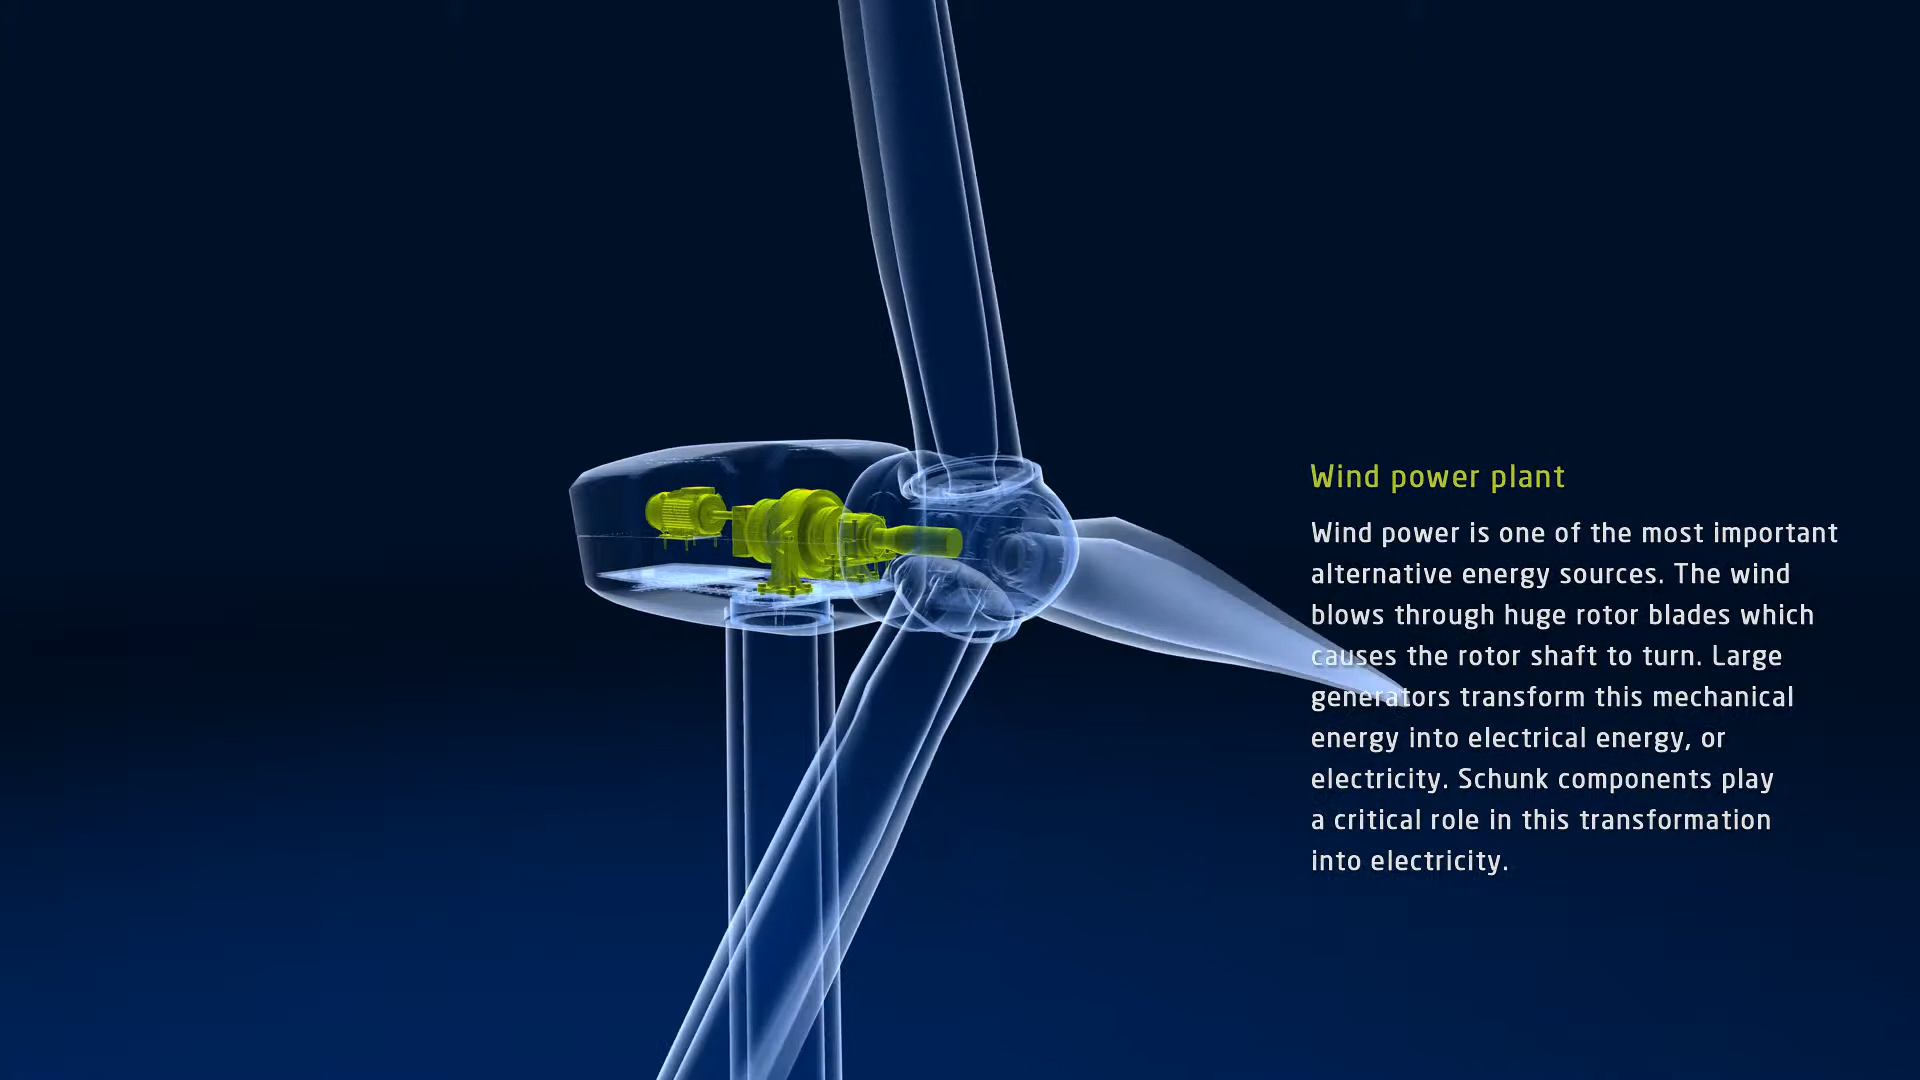 Wind power plant
Wind power is one of the most important
alternative energy sources. The wind
blows through huge rotor blades which
causes the rotor shaft to turn. Large
generators transform this mechanical
energy into electrical energy, or
electricity. Schunk components play
a critical role in this transformation
into electricity.